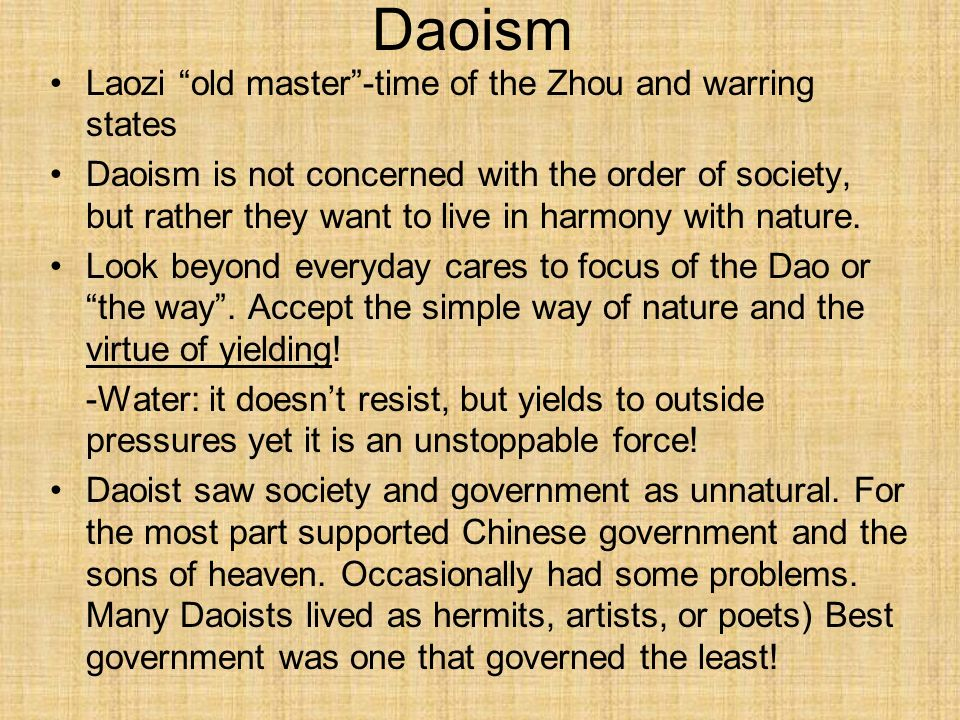 Daoism
• Laozi “old master”-time of the Zhou and warring
states
• Daoism is not concerned with the order of society,
but rather they want to live in harmony with nature.
• Look beyond everyday cares to focus of the Dao or
“the way”. Accept the simple way of nature and the
virtue of yielding!
-Water: it doesn’t resist, but yields to outside
pressures yet it is an unstoppable force!
• Daoist saw society and government as unnatural. For
the most part supported Chinese government and the
sons of heaven. Occasionally had some problems.
Many Daoists lived as hermits, artists, or poets) Best
government was one that governed the least!